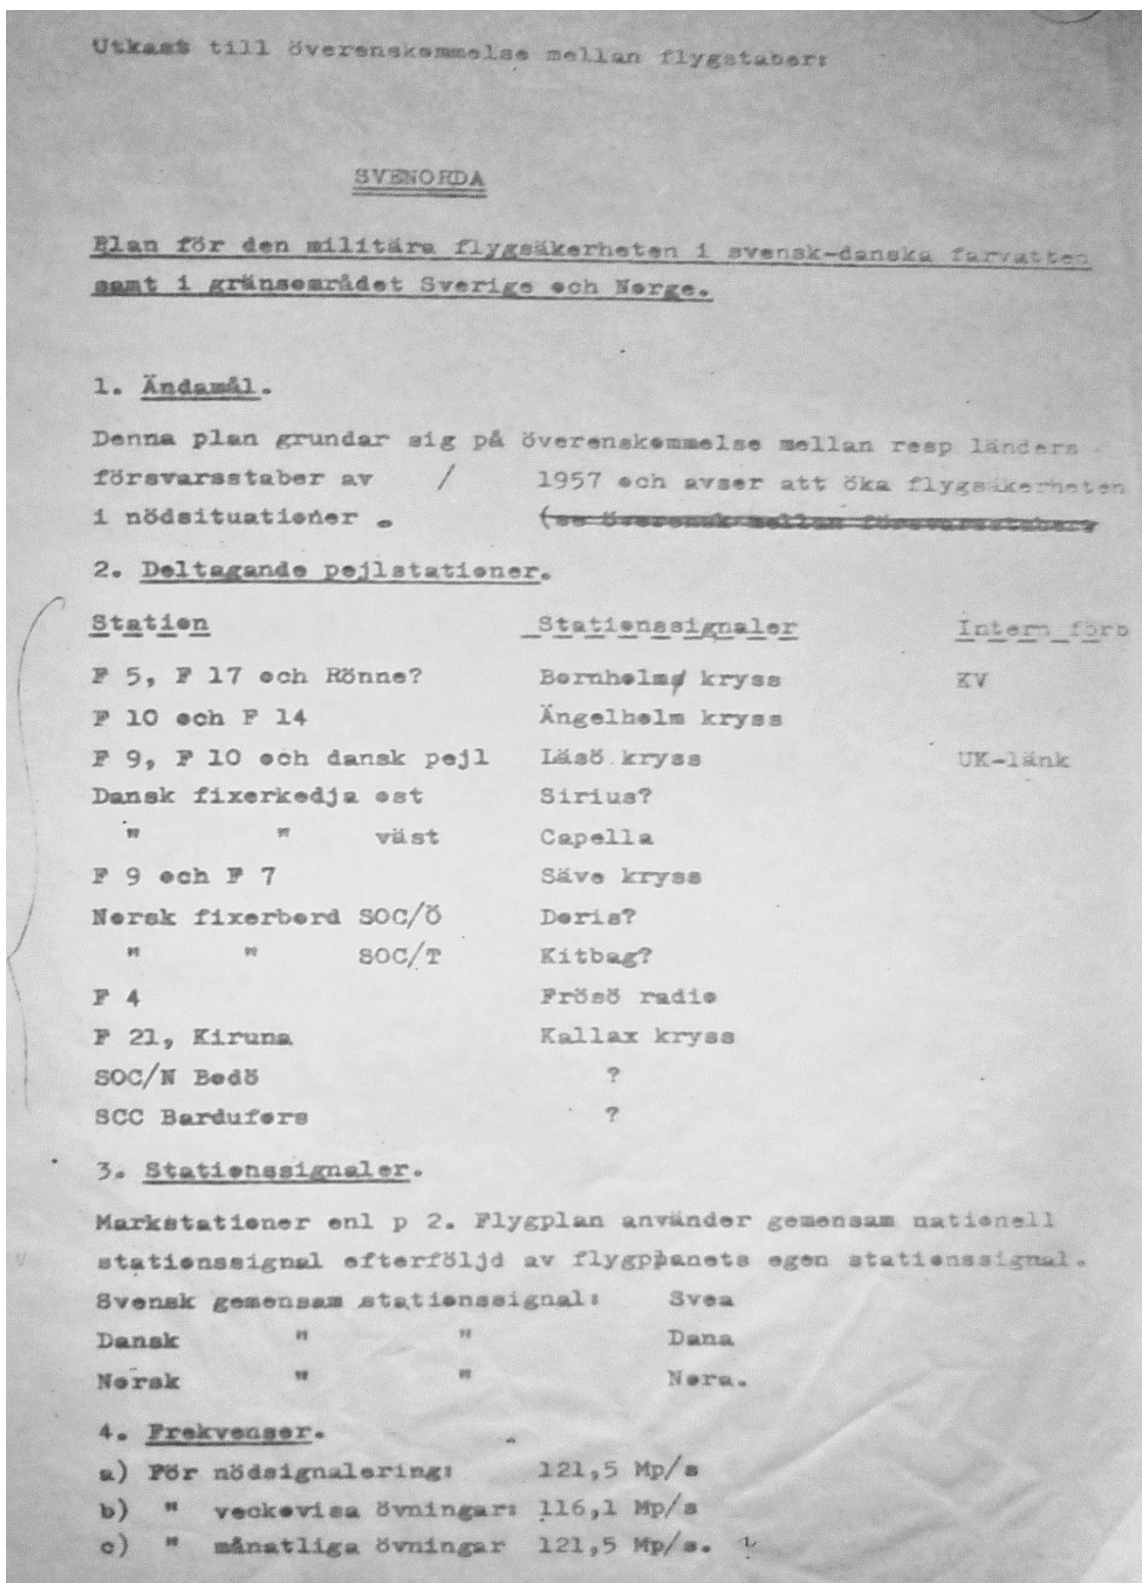 Utkast till överenskommelse mellan flygstaber:
SVENORDA
Plan för den militära flygsäkerheten i svensk-danska farvatten
samt i gränsområdet Sverige och Norge.
1. Ändamål.
Denna plan grundar sig på överenskommelse mellan resp länders
försvarsstaber av / 1957 och avser att öka flygsäkerheten
i nödsituationer . (se överensk mellan försvarsstaber.
2. Deltagande pejlstationer.
Station Stationssignaler Intern förb
F 5, F 17 och Rönne? Bornholms kryss KV
F 10 och F 14 Ängelholm kryss
F 9, F 10 och dansk pejl Läsö kryss UK-länk
Dansk fixerkedja ost Sirius?
" " väst Capella
F 9 och F 7 Säve kryss
Norsk fixerbord SOC/Ö Doris?
" " SOC/T Kitbag?
F 4 Frösö radio
F 21, Kiruna Kallax kryss
SOC/N Bodö ?
SCC Bardufors ?
3. Stationssignaler.
Markstationer enl p 2. Flygplan använder gemensam nationell
stationssignal efterföljd av flygpþanets egen stationssignal.
Svensk gemensam stationssignal: Svea
Dansk " " Dana
Norsk " " Nora.
4. Frekvenser.
a) För nödsignalering: 121,5 Mp/s
b) " veckovisa övningar: 116,1 Mp/s
c) " månatliga övningar 121,5 Mp/s.